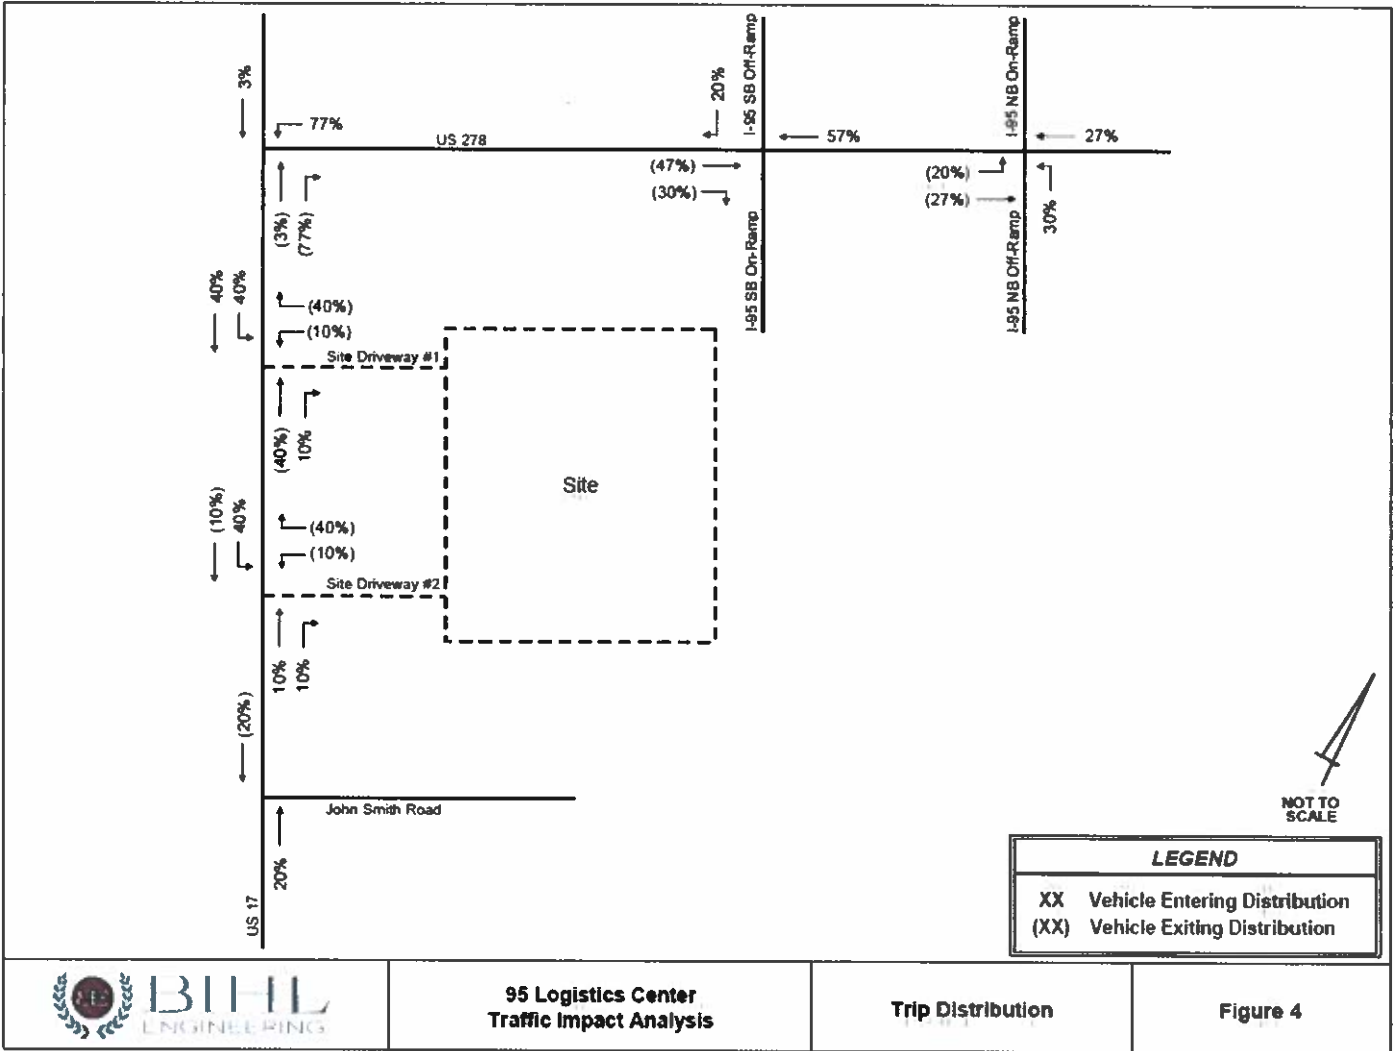 3%
77%
US 278
20%
I-95 SB Off-Ramp
57%
I-95 NB On-Ramp
27%
(47%)
(30%)
(20%)
(27%)
30%
(3%)
(77%)
I-95 SB On-Ramp
I-95 NB Off-Ramp
40%
40%
(40%)
(10%)
Site Driveway #1
(40%)
10%
Site
(10%)
40%
(40%)
(10%)
Site Driveway #2
10%
10%
(20%)
John Smith Road
20%
US 17
NOT TO
SCALE
LEGEND
XX Vehicle Entering Distribution
(XX) Vehicle Exiting Distribution
BIHL
ENGINEERING
95 Logistics Center
Traffic Impact Analysis
Trip Distribution
Figure 4